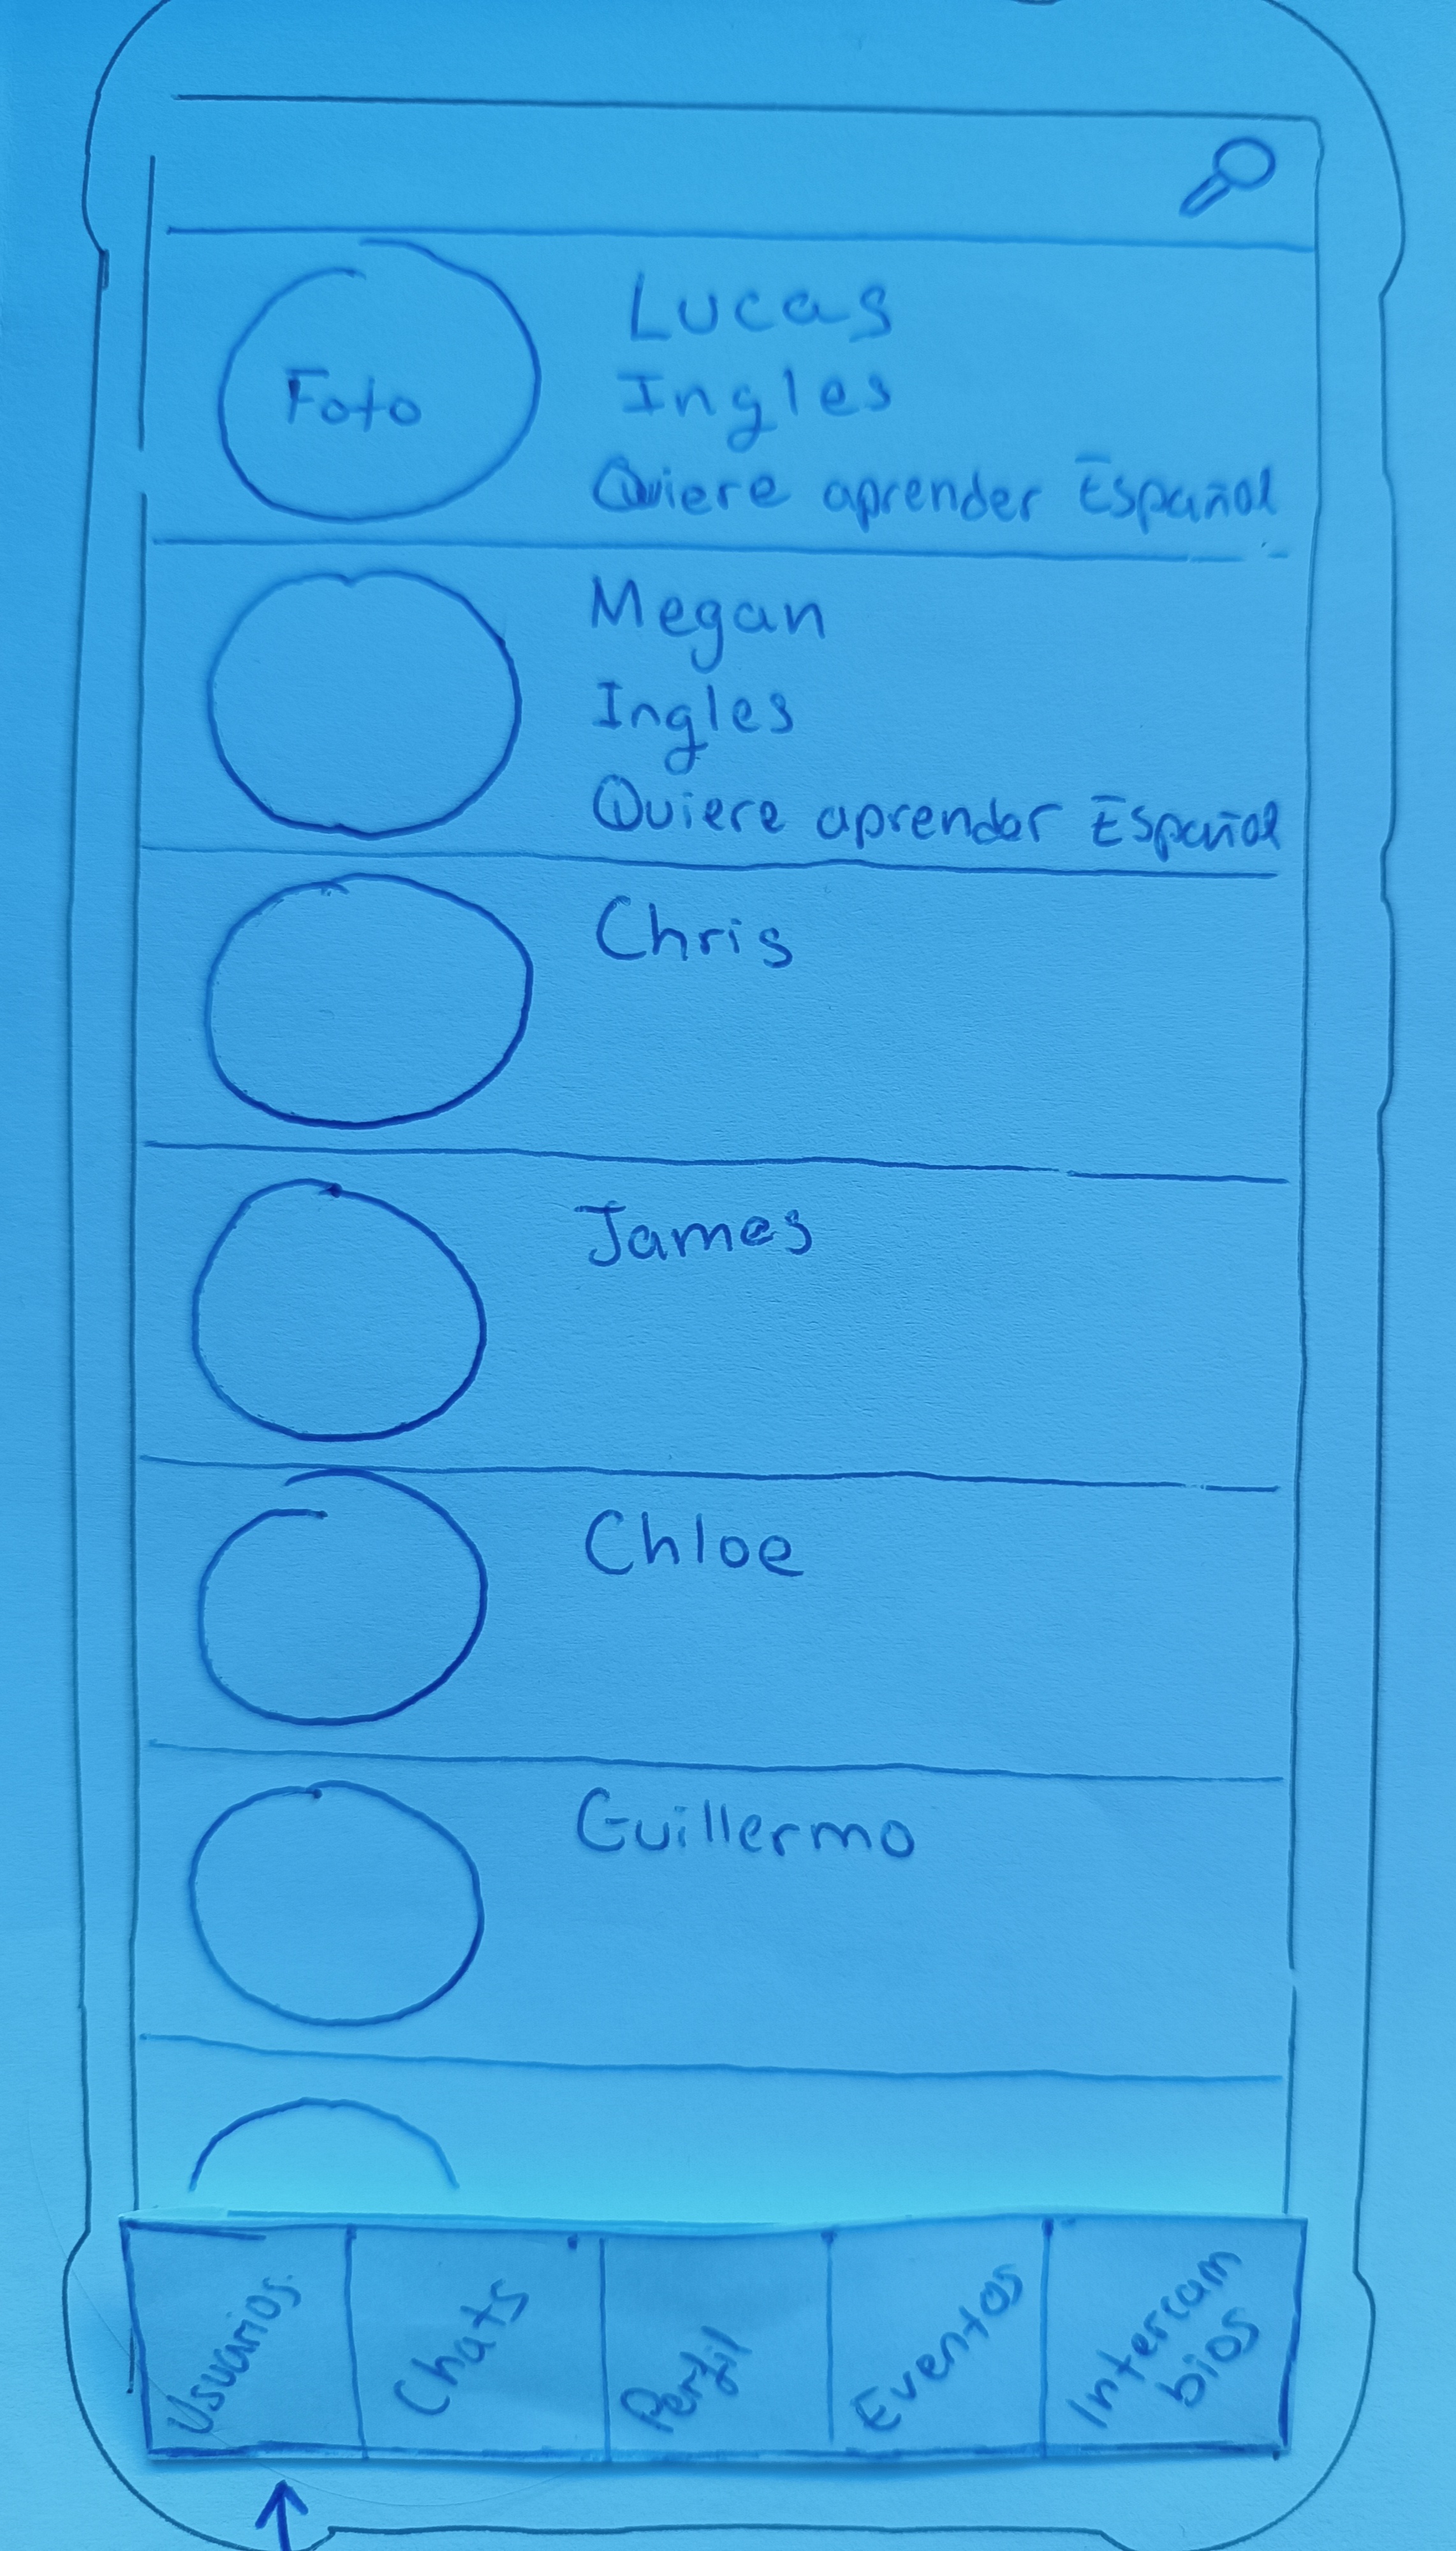 Lucas
Foto
Ingles
Quiere aprender Español
Megan
Ingles
Quiere aprender Español
Chris
James
Chloe
Guillermo
Usuarios
Chats
Perfil
Eventos
Intercam
bios